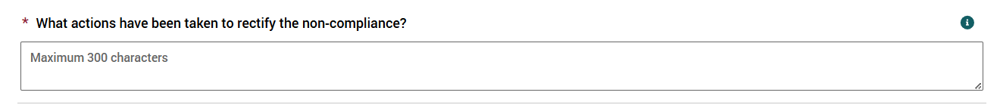 * What actions have been taken to rectify the non-compliance?
i
Maximum 300 characters